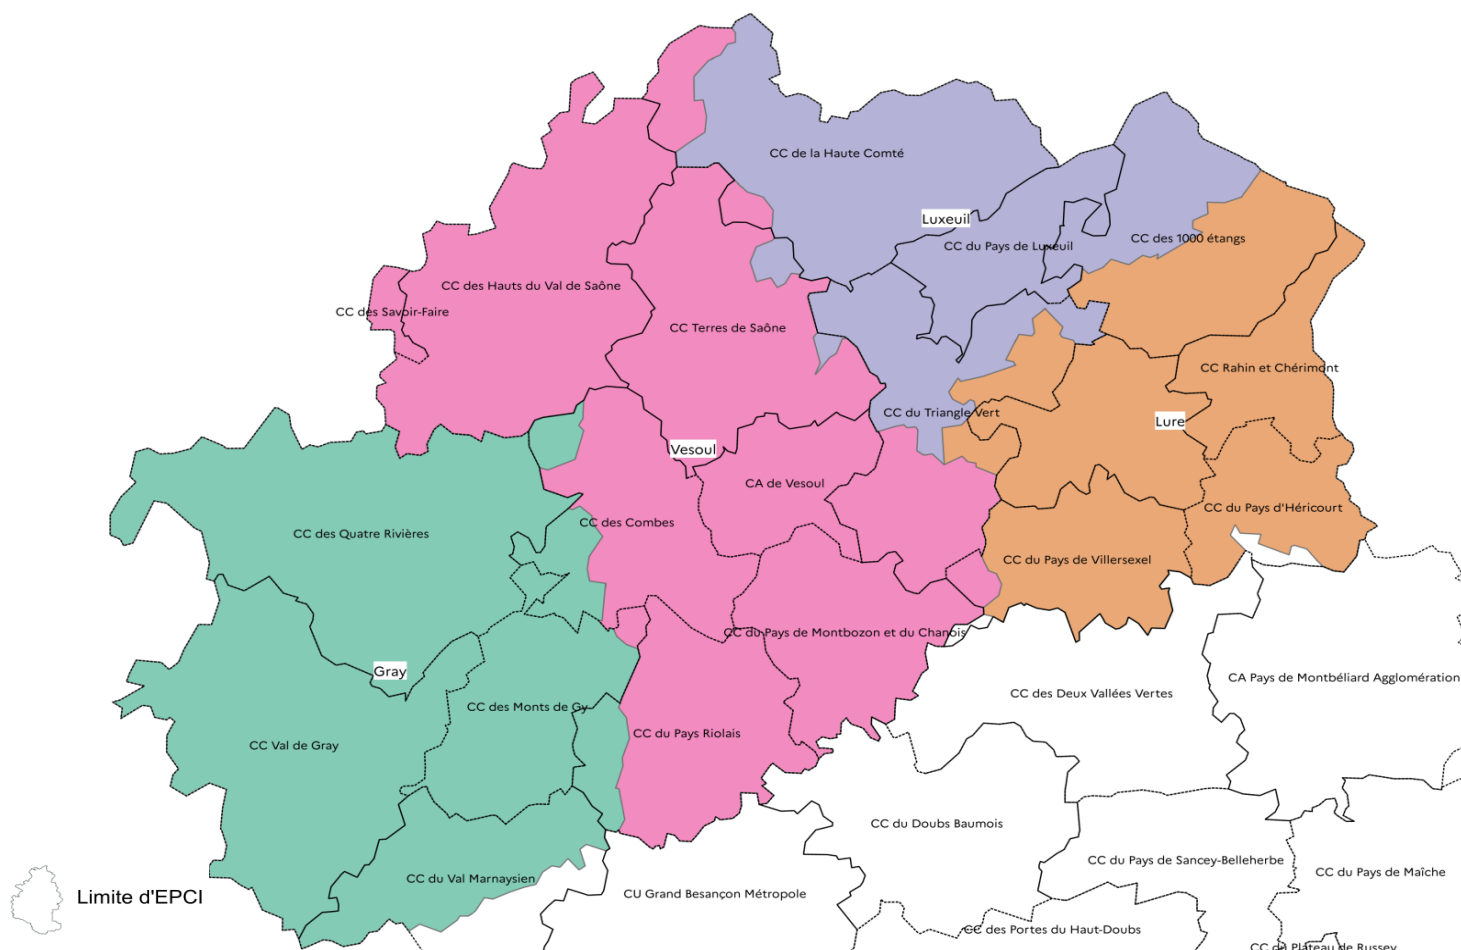 CC de la Haute Comté
Luxeuil
CC du Pays de Luxeuil
CC des 1000 étangs
CC des Hauts du Val de Saône
CC des Savoir-Faire
CC Terres de Saône
CC Rahin et Chérimont
CC du Triangle Vert
Lure
Vesoul
CA de Vesoul
CC du Pays d'Héricourt
CC des Combes
CC des Quatre Rivières
CC du Pays de Villersexel
CC du Pays de Montbozon et du Chanois
Gray
CA Pays de Montbéliard Agglomération
CC des Deux Vallées Vertes
CC des Monts de Gy
CC du Pays Riolais
CC Val de Gray
CC du Doubs Baumois
CC du Pays de Sancey-Belleherbe
CC du Pays de Maîche
CC du Val Marnaysien
CU Grand Besançon Métropole
Limite d'EPCI
CC des Portes du Haut-Doubs
CC du Plateau de Russey